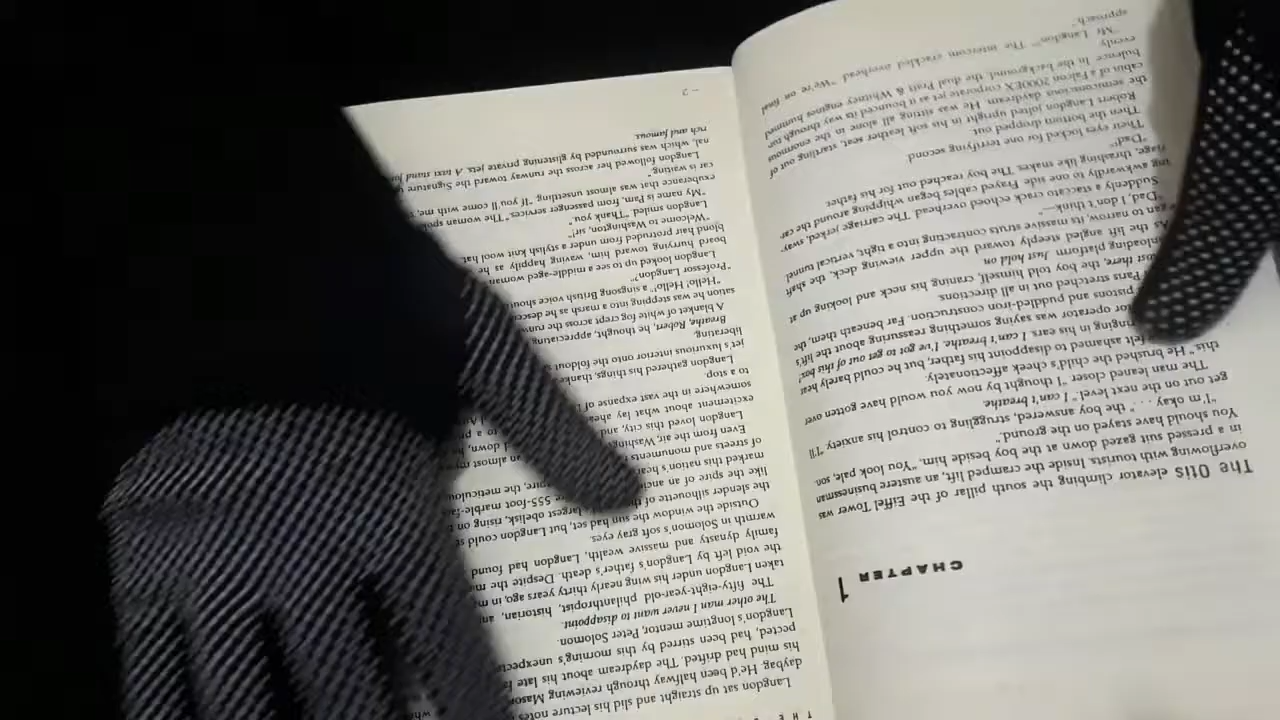 CHAPTER 1
The Otis elevator climbing the south pillar of the Eiffel Tower was
overflowing with tourists. Inside the cramped lift, an austere businessman
in a pressed suit gazed down at the boy beside him. "You look pale, son.
You should have stayed on the ground."
"I'm okay . . ." the boy answered, struggling to control his anxiety. "I'll
get out on the next level." I can't breathe.
The man leaned closer. "I thought by now you would have gotten over
this." He brushed the child's cheek affectionately.
felt ashamed to disappoint his father, but he could barely hear
ringing in his ears. I can't breathe. I've got to get out of this box!
operator was saying something reassuring about the lift's
pistons and puddled-iron construction. Far beneath them, the
Paris stretched out in all directions.
there, the boy told himself, craning his neck and looking up at
unloading platform. Just hold on.
As the lift angled steeply toward the upper viewing deck, the shaft
to narrow, its massive struts contracting into a tight, vertical tunnel.
"Dad, I don't think—"
Suddenly a staccato crack echoed overhead. The carriage jerked, sway-
ing awkwardly to one side. Frayed cables began whipping around the car-
riage, thrashing like snakes. The boy reached out for his father.
"Dad!"
Their eyes locked for one terrifying second.
Then the bottom dropped out.
Robert Langdon jolted upright in his soft leather seat, startling out of
the semiconscious daydream. He was sitting all alone in the enormous
cabin of a Falcon 2000EX corporate jet as it bounced its way through tur-
bulence. In the background, the dual Pratt & Whitney engines hummed
evenly.
"Mr. Langdon?" The intercom crackled overhead. "We're on final
approach."
T H E
Langdon sat up straight and slid his lecture notes
daybag. He'd been halfway through reviewing
his mind had drifted. The daydream about his late
pected, had been stirred by this morning's
Langdon's longtime mentor, Peter Solomon.
The other man I never want to disappoint.
The fifty-eight-year-old philanthropist, historian,
taken Langdon under his wing nearly thirty years ago, in
the void left by Langdon's father's death. Despite the
family dynasty and massive wealth, Langdon had found
warmth in Solomon's soft gray eyes.
Outside the window the sun had set, but Langdon could
the slender silhouette of the largest obelisk, rising on
like the spire of an 555-foot marble-
marked this nation's the meticulous
of streets and monuments an almost
Even from the air,
Langdon loved this city, and
excitement about what lay
somewhere in the vast expanse of
to a stop.
Langdon gathered his things,
jet's luxurious interior onto the foldout
liberating.
Breathe, Robert, he thought,
A blanket of white fog crept across the
sation he was stepping into a marsh as he
"Hello! Hello!" a singsong British voice
"Professor Langdon?"
Langdon looked up to see a middle-aged woman
board hurrying toward him, waving happily as he
blond hair protruded from under a stylish knit wool hat.
"Welcome to Washington, sir!"
Langdon smiled. "Thank you."
"My name is Pam, from passenger services." The woman
exuberance that was almost unsettling. "If you'll come with me,
car is waiting."
Langdon followed her across the runway toward the Signature
nal, which was surrounded by glistening private jets. A taxi stand
rich and famous.
– 2